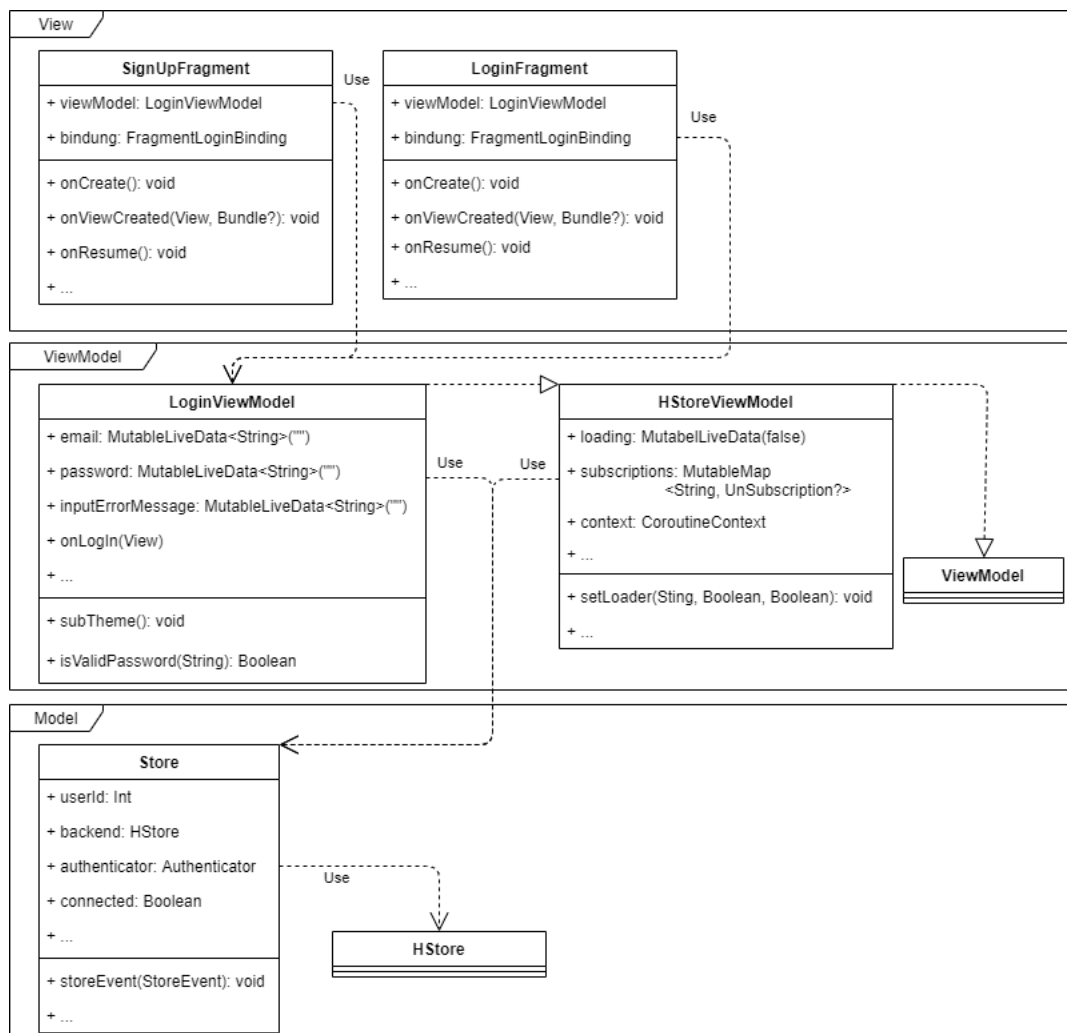 View
SignUpFragment
+ viewModel: LoginViewModel
+ bindung: FragmentLoginBinding
+ onCreate(): void
+ onViewCreated(View, Bundle?): void
+ onResume(): void
+ ...
Use
LoginFragment
+ viewModel: LoginViewModel
+ bindung: FragmentLoginBinding
+ onCreate(): void
+ onViewCreated(View, Bundle?): void
+ onResume(): void
+ ...
Use
ViewModel
LoginViewModel
+ email: MutableLiveData<String>("")
+ password: MutableLiveData<String>("")
+ inputErrorMessage: MutableLiveData<String>("")
+ onLogIn(View)
+ ...
+ subTheme(): void
+ isValidPassword(String): Boolean
Use
Use
HStoreViewModel
+ loading: MutabelLiveData(false)
+ subscriptions: MutableMap
<String, UnSubscription?>
+ context: CoroutineContext
+ ...
+ setLoader(Sting, Boolean, Boolean): void
+ ...
ViewModel
Model
Store
+ userId: Int
+ backend: HStore
+ authenticator: Authenticator
+ connected: Boolean
+ ...
+ storeEvent(StoreEvent): void
+ ...
Use
HStore